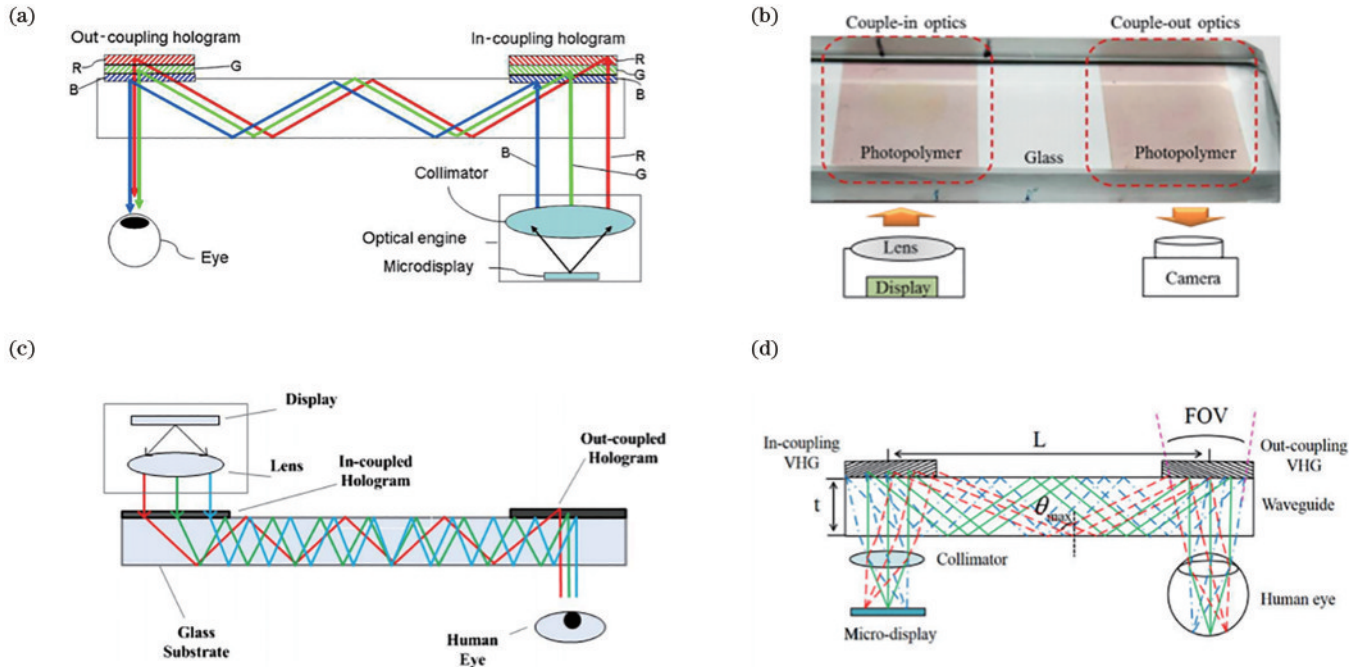 (a)
Out-coupling hologram
In-coupling hologram
R
G
B
R
G
B
B
R
G
Collimator
Optical engine
Microdisplay
Eye
(b)
Couple-in optics
Couple-out optics
Photopolymer
Glass
Photopolymer
Lens
Display
Camera
(c)
Display
Lens
In-coupled
Hologram
Out-coupled
Hologram
Glass
Substrate
Human
Eye
(d)
FOV
In-coupling
VHG
L
Out-coupling
VHG
t
θmax
Waveguide
Collimator
Human eye
Micro-display